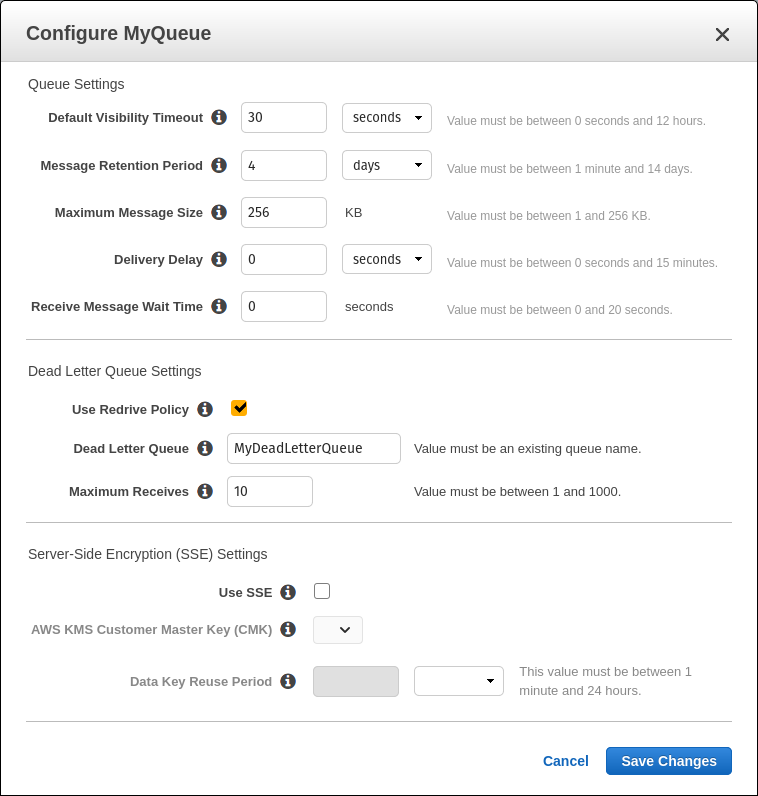 Configure MyQueue
Queue Settings
Default Visibility Timeout 30 seconds Value must be between 0 seconds and 12 hours.
Message Retention Period 4 days Value must be between 1 minute and 14 days.
Maximum Message Size 256 KB Value must be between 1 and 256 KB.
Delivery Delay 0 seconds Value must be between 0 seconds and 15 minutes.
Receive Message Wait Time 0 seconds Value must be between 0 and 20 seconds.
Dead Letter Queue Settings
Use Redrive Policy
Dead Letter Queue MyDeadLetterQueue Value must be an existing queue name.
Maximum Receives 10 Value must be between 1 and 1000.
Server-Side Encryption (SSE) Settings
Use SSE
AWS KMS Customer Master Key (CMK)
Data Key Reuse Period This value must be between 1
minute and 24 hours.
Cancel Save Changes